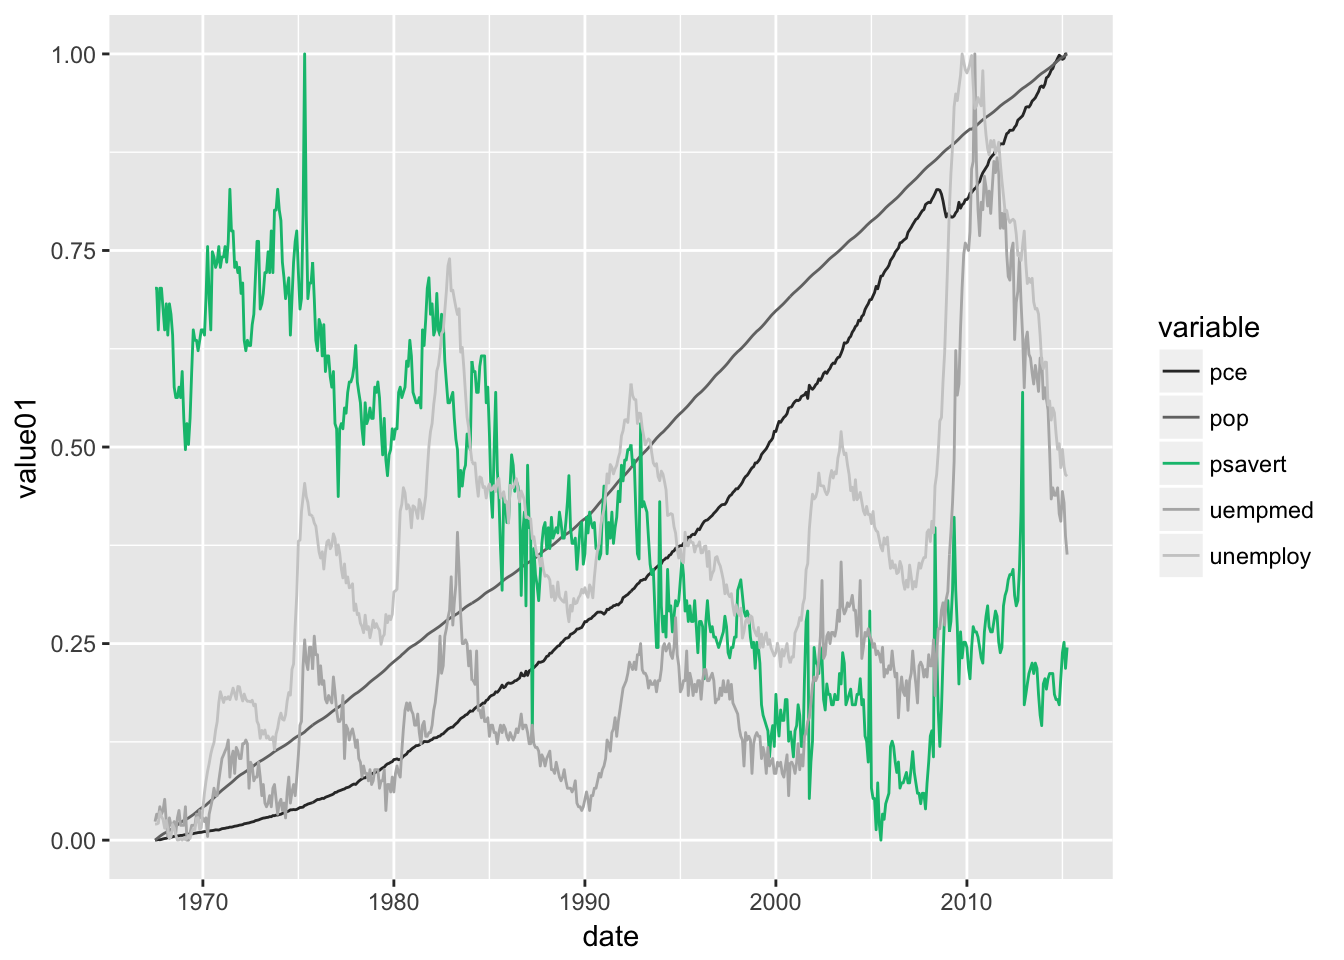 1.00
0.75
0.50
0.25
0.00
value01
1970 1980 1990 2000 2010
date
variable
pce
pop
psavert
uempmed
unemploy